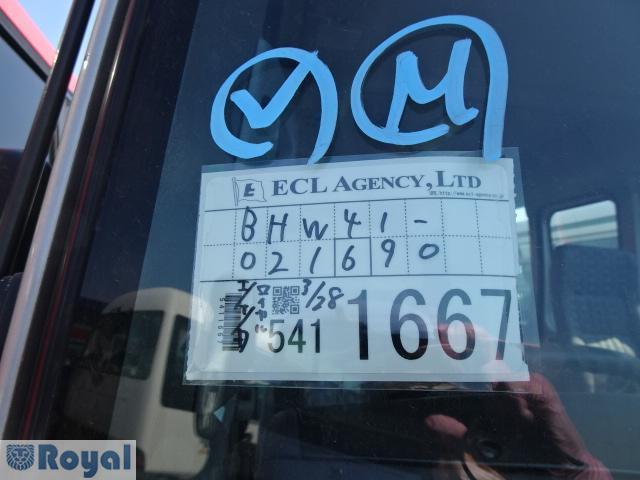 ✓ M
E ECL AGENCY, LTD
BHW41-
021690
3/28
541 1667
Royal